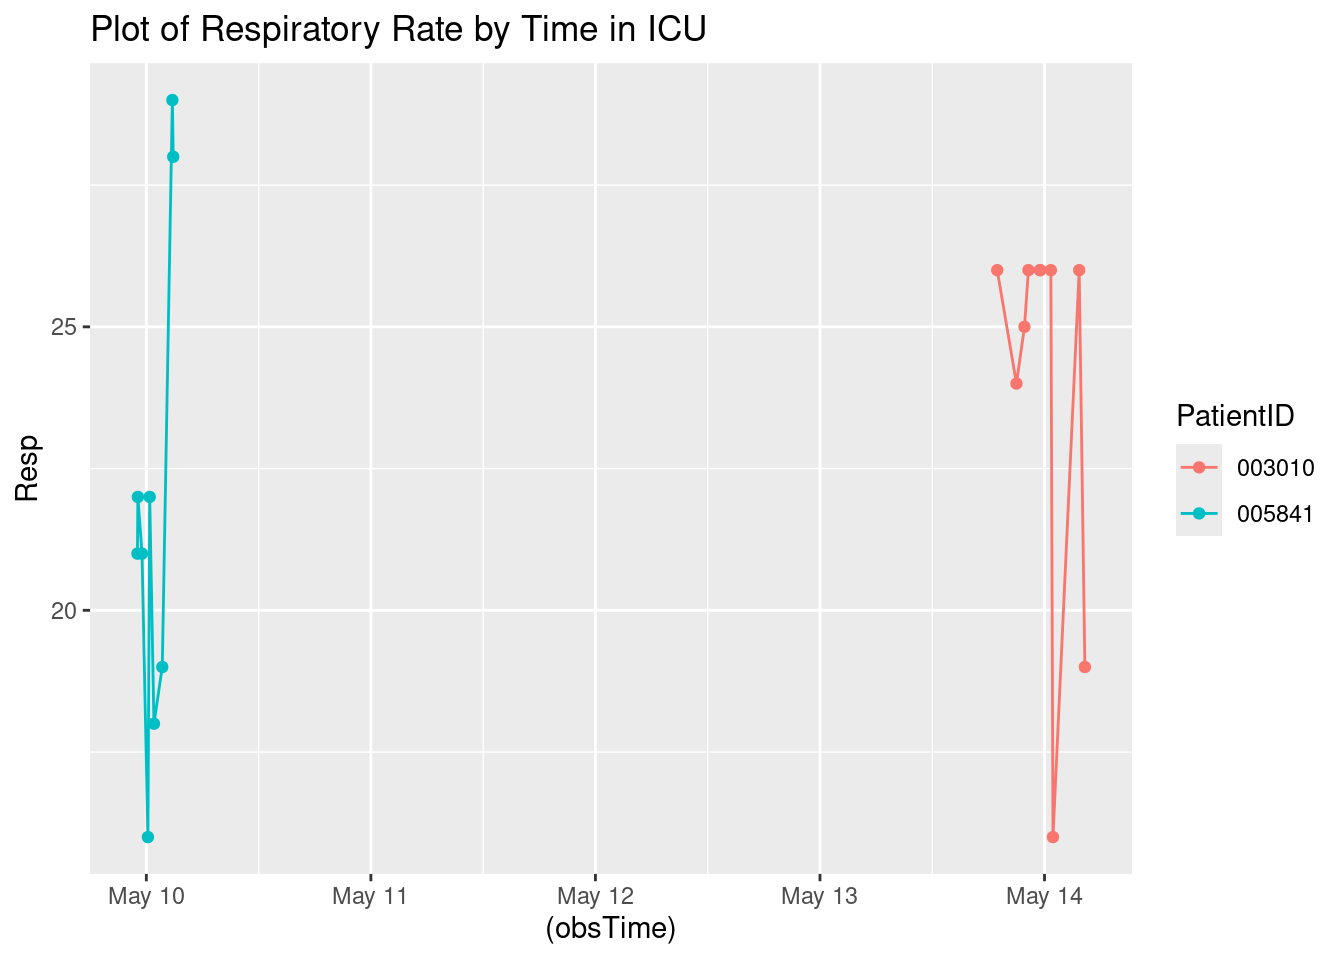 Plot of Respiratory Rate by Time in ICU
Resp
25
20
May 10
May 11
May 12
May 13
May 14
(obsTime)
PatientID
003010
005841